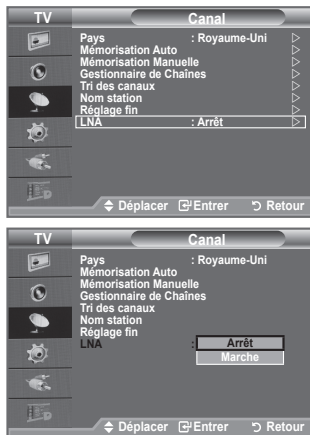 TV Canal
Pays : Royaume-Uni
Mémorisation Auto
Mémorisation Manuelle
Gestionnaire de Chaînes
Tri des canaux
Nom station
Réglage fin
LNA : Arrêt
Déplacer Entrer Retour
TV Canal
Pays : Royaume-Uni
Mémorisation Auto
Mémorisation Manuelle
Gestionnaire de Chaînes
Tri des canaux
Nom station
Réglage fin
LNA : Arrêt
Marche
Déplacer Entrer Retour